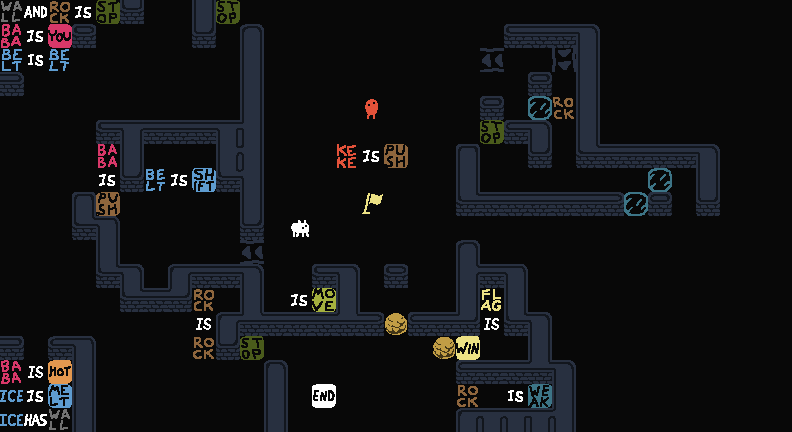 WALL AND ROCK IS STOP STOP
BABA IS YOU
BELT IS BELT
ROCK
STOP
BABA KEKE IS PUSH
IS BELT IS SHIFT
PUSH
ROCK IS MOVE FLAG
IS IS
ROCK STOP WIN
BABA IS HOT
ICE IS MELT END ROCK IS WEAK
ICE HAS WALL